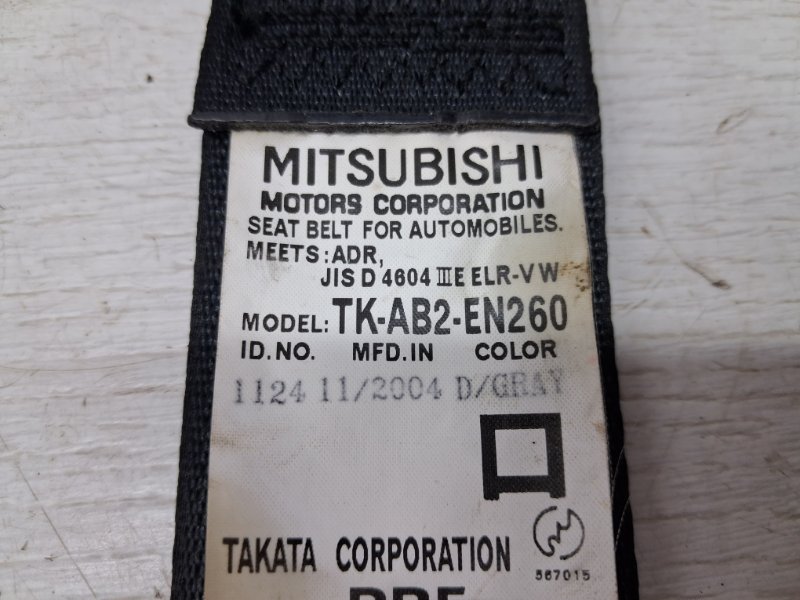 MITSUBISHI
MOTORS CORPORATION
SEAT BELT FOR AUTOMOBILES.
MEETS: ADR,
JIS D 4604 ⅢE ELR-VW
MODEL: TK-AB2-EN260
ID.NO. MFD.IN COLOR
1124 11/2004 D/GRAY
TAKATA CORPORATION
567015